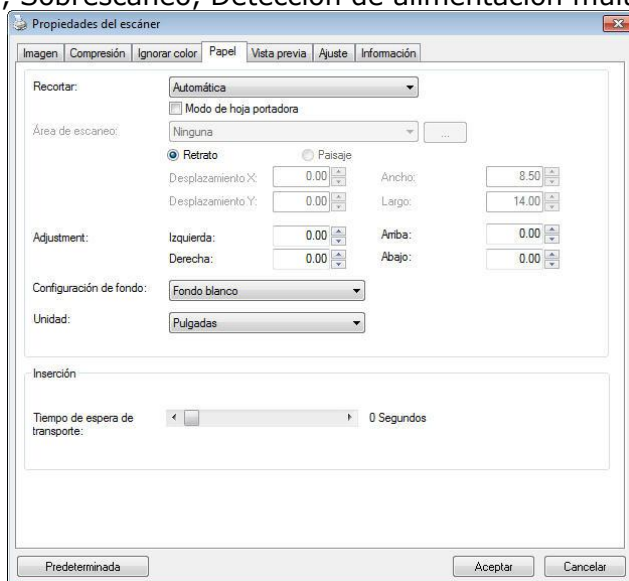 , Sobrescaneo, Detección de alimentación
Propiedades del escáner
Imagen Compresión Ignorar color Papel Vista previa Ajuste Información
Recortar: Automática
Modo de hoja portadora
Área de escaneo: Ninguna ...
Retrato Paisaje
Desplazamiento X: 0.00 Ancho: 8.50
Desplazamiento Y: 0.00 Largo: 14.00
Adjustment: Izquierda: 0.00 Arriba: 0.00
Derecha: 0.00 Abajo: 0.00
Configuración de fondo: Fondo blanco
Unidad: Pulgadas
Inserción
Tiempo de espera de 0 Segundos
transporte:
Predeterminada Aceptar Cancelar